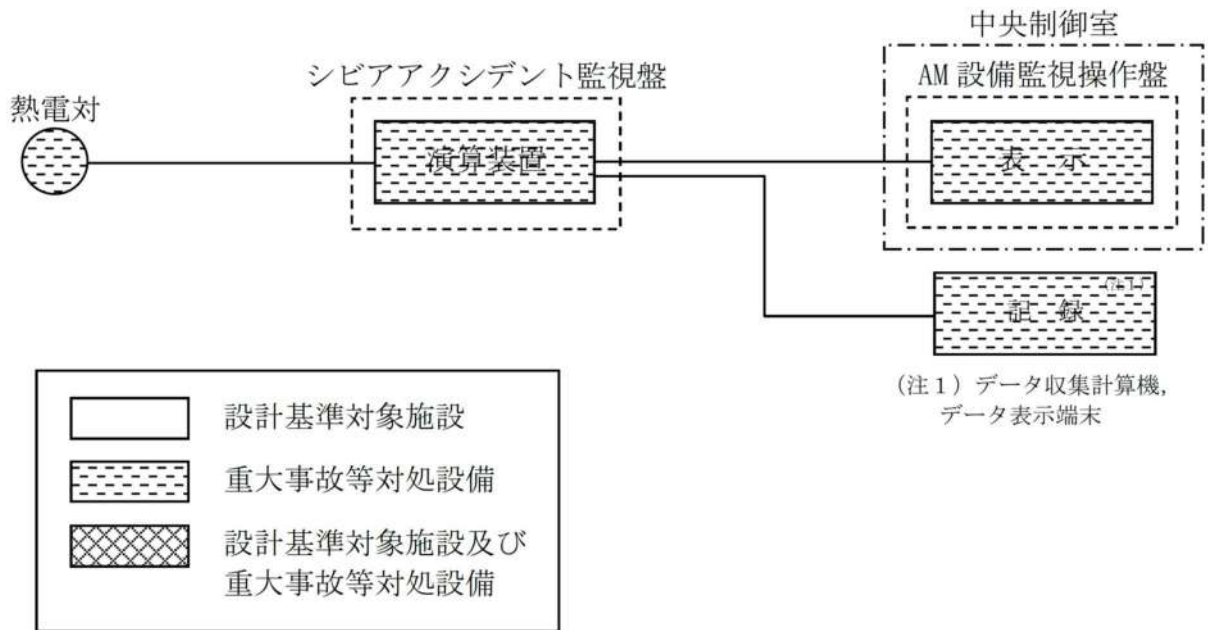 中央制御室
シビアアクシデント監視盤
AM 設備監視操作盤
熱電対
演算装置
表　示
(注1)
記　録
(注１) データ収集計算機,
データ表示端末
設計基準対象施設
重大事故等対処設備
設計基準対象施設及び
重大事故等対処設備